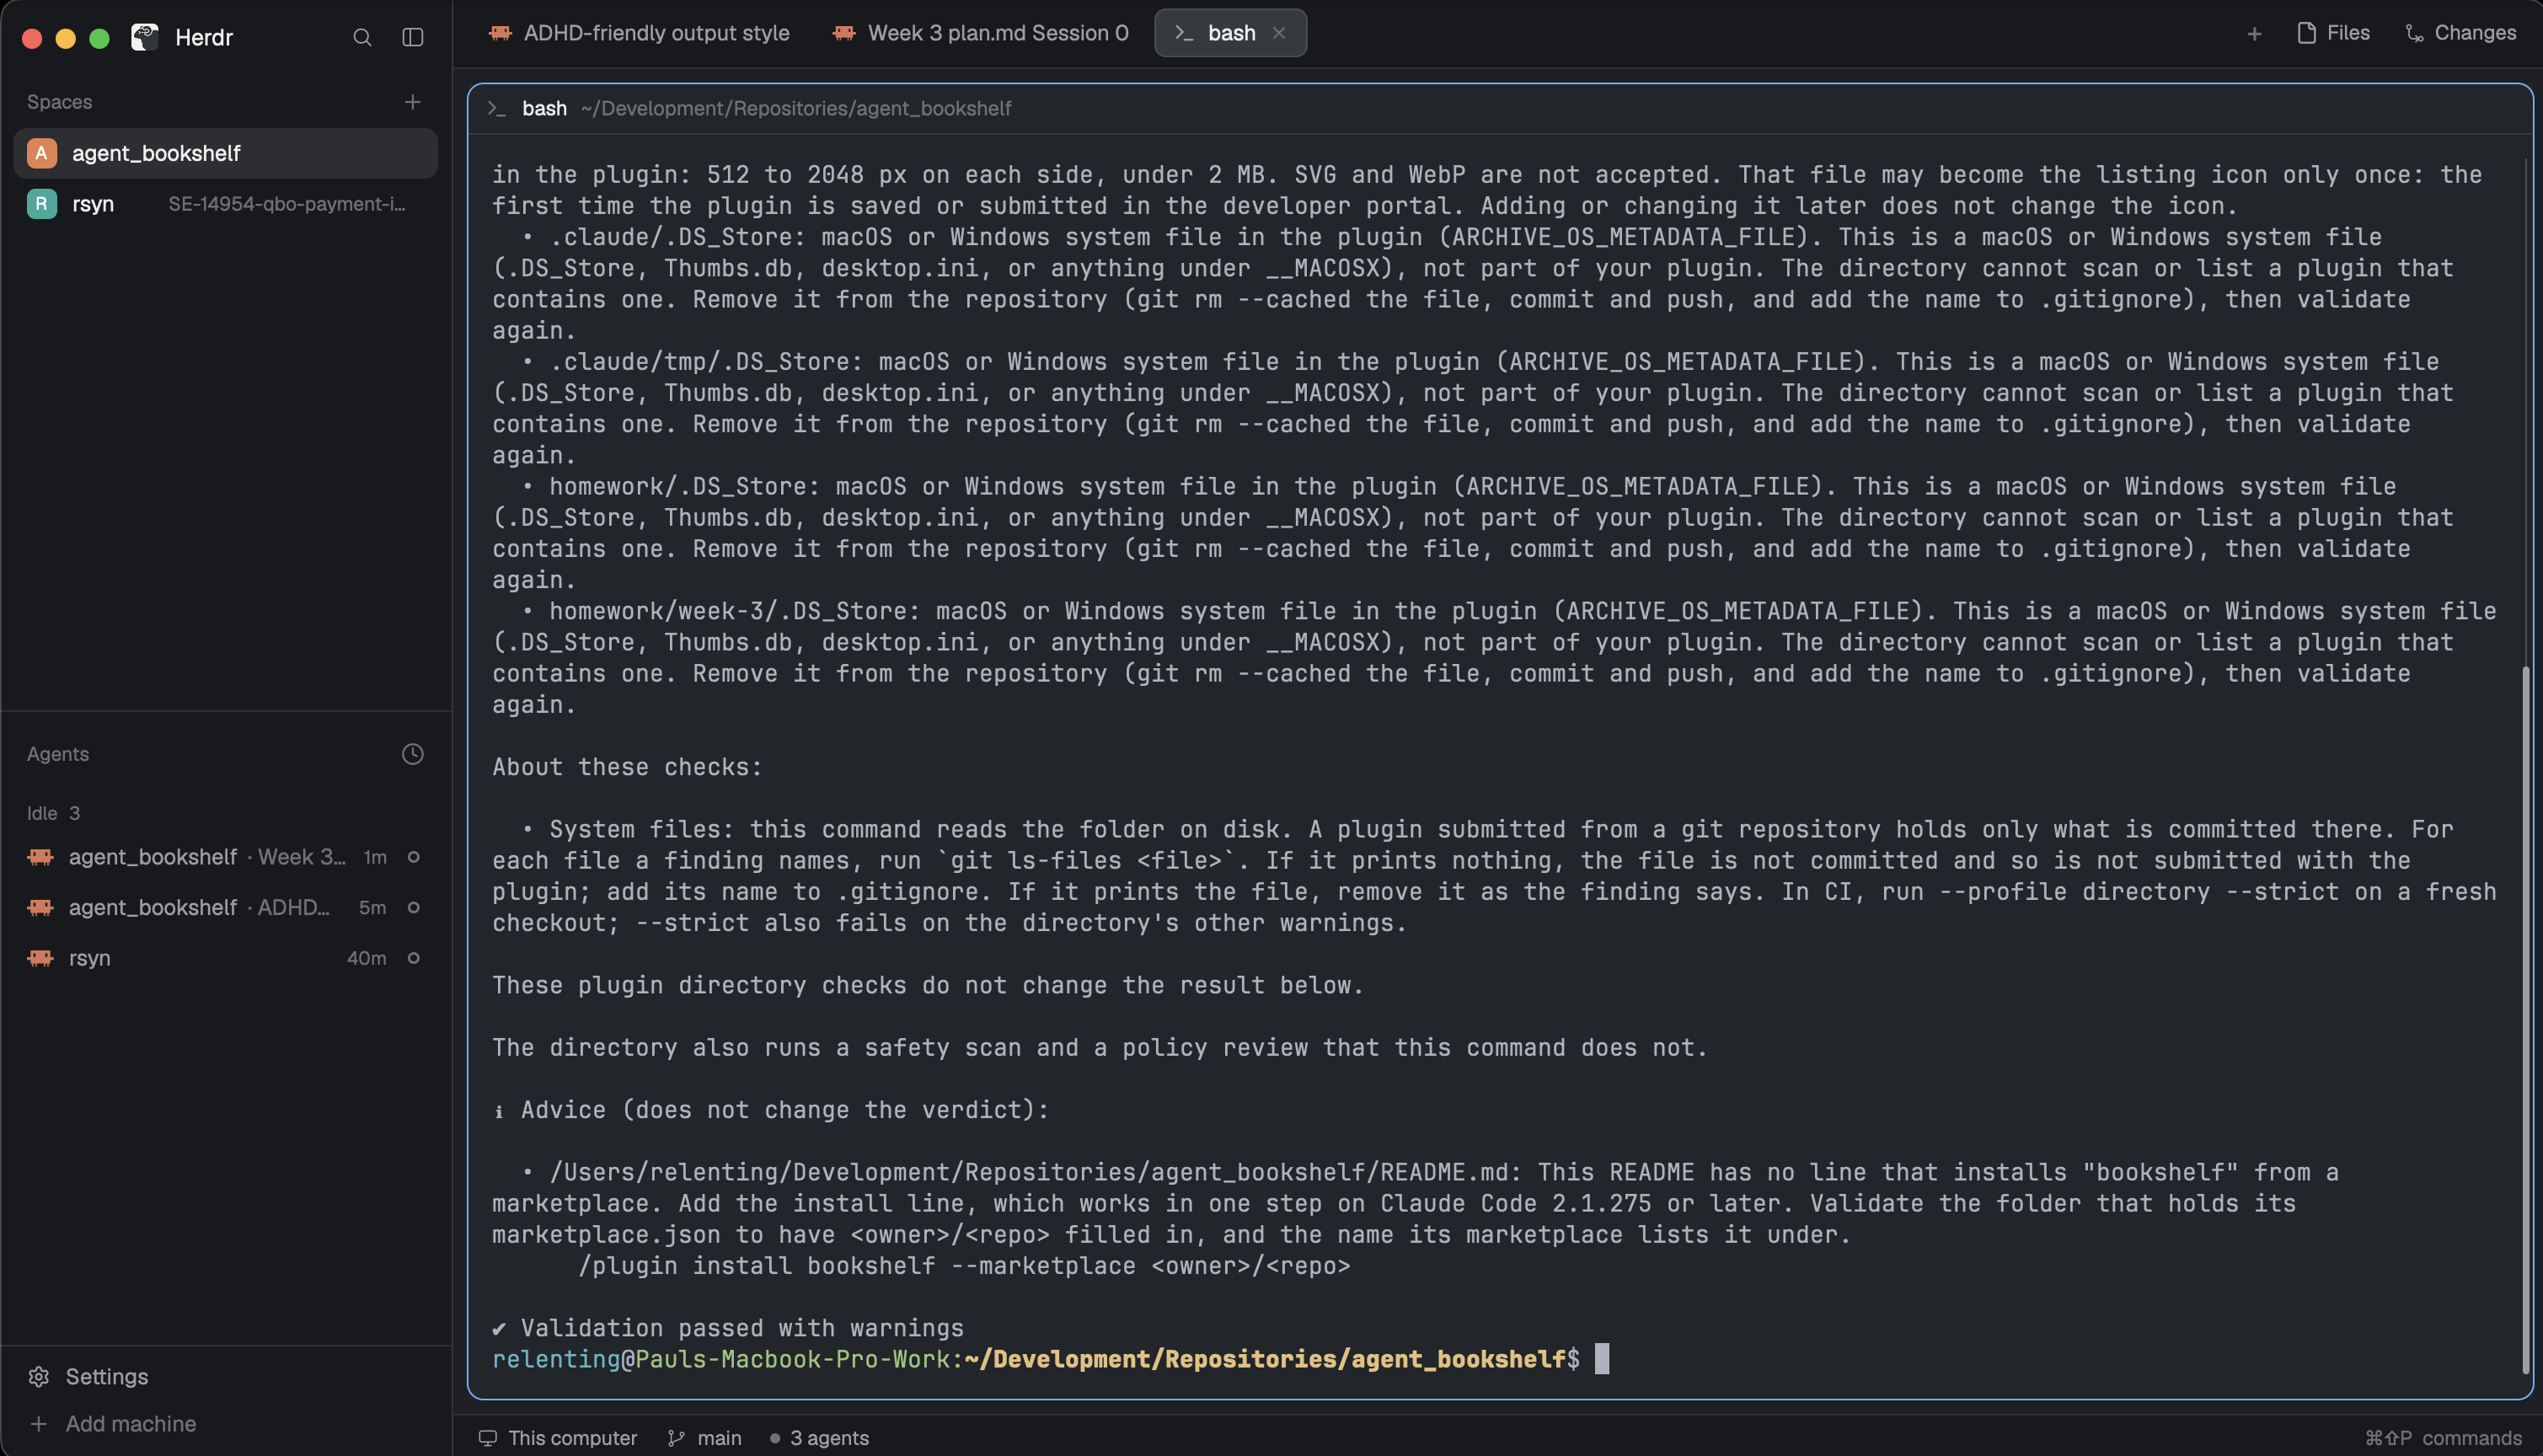 Herdr
Spaces
A agent_bookshelf
R rsyn SE-14954-qbo-payment-i...
Agents
Idle 3
agent_bookshelf · Week 3... 1m
agent_bookshelf · ADHD... 5m
rsyn 40m
Settings
Add machine
ADHD-friendly output style
Week 3 plan.md Session 0
>_ bash ×
+
Files
Changes
>_ bash ~/Development/Repositories/agent_bookshelf
in the plugin: 512 to 2048 px on each side, under 2 MB. SVG and WebP are not accepted. That file may become the listing icon only once: the
first time the plugin is saved or submitted in the developer portal. Adding or changing it later does not change the icon.
• .claude/.DS_Store: macOS or Windows system file in the plugin (ARCHIVE_OS_METADATA_FILE). This is a macOS or Windows system file
(.DS_Store, Thumbs.db, desktop.ini, or anything under __MACOSX), not part of your plugin. The directory cannot scan or list a plugin that
contains one. Remove it from the repository (git rm --cached the file, commit and push, and add the name to .gitignore), then validate
again.
• .claude/tmp/.DS_Store: macOS or Windows system file in the plugin (ARCHIVE_OS_METADATA_FILE). This is a macOS or Windows system file
(.DS_Store, Thumbs.db, desktop.ini, or anything under __MACOSX), not part of your plugin. The directory cannot scan or list a plugin that
contains one. Remove it from the repository (git rm --cached the file, commit and push, and add the name to .gitignore), then validate
again.
• homework/.DS_Store: macOS or Windows system file in the plugin (ARCHIVE_OS_METADATA_FILE). This is a macOS or Windows system file
(.DS_Store, Thumbs.db, desktop.ini, or anything under __MACOSX), not part of your plugin. The directory cannot scan or list a plugin that
contains one. Remove it from the repository (git rm --cached the file, commit and push, and add the name to .gitignore), then validate
again.
• homework/week-3/.DS_Store: macOS or Windows system file in the plugin (ARCHIVE_OS_METADATA_FILE). This is a macOS or Windows system file
(.DS_Store, Thumbs.db, desktop.ini, or anything under __MACOSX), not part of your plugin. The directory cannot scan or list a plugin that
contains one. Remove it from the repository (git rm --cached the file, commit and push, and add the name to .gitignore), then validate
again.
About these checks:
• System files: this command reads the folder on disk. A plugin submitted from a git repository holds only what is committed there. For
each file a finding names, run `git ls-files <file>`. If it prints nothing, the file is not committed and so is not submitted with the
plugin; add its name to .gitignore. If it prints the file, remove it as the finding says. In CI, run --profile directory --strict on a fresh
checkout; --strict also fails on the directory's other warnings.
These plugin directory checks do not change the result below.
The directory also runs a safety scan and a policy review that this command does not.
ℹ Advice (does not change the verdict):
• /Users/relenting/Development/Repositories/agent_bookshelf/README.md: This README has no line that installs "bookshelf" from a
marketplace. Add the install line, which works in one step on Claude Code 2.1.275 or later. Validate the folder that holds its
marketplace.json to have <owner>/<repo> filled in, and the name its marketplace lists it under.
/plugin install bookshelf --marketplace <owner>/<repo>
✔ Validation passed with warnings
relenting@Pauls-Macbook-Pro-Work:~/Development/Repositories/agent_bookshelf$
This computer
main
3 agents
⌘⇧P commands